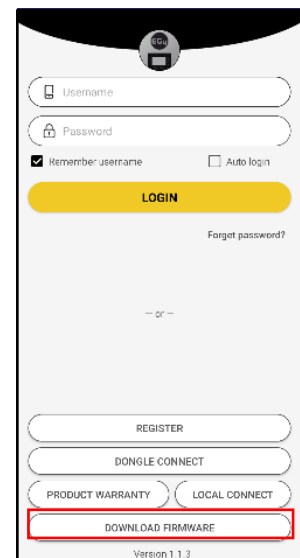 EG4
Username
Password
Remember username Auto login
LOGIN
Forget password?
— or —
REGISTER
DONGLE CONNECT
PRODUCT WARRANTY LOCAL CONNECT
DOWNLOAD FIRMWARE
Version 1.1.3